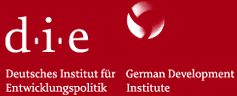 d·i·e
Deutsches Institut für
Entwicklungspolitik
German Development
Institute